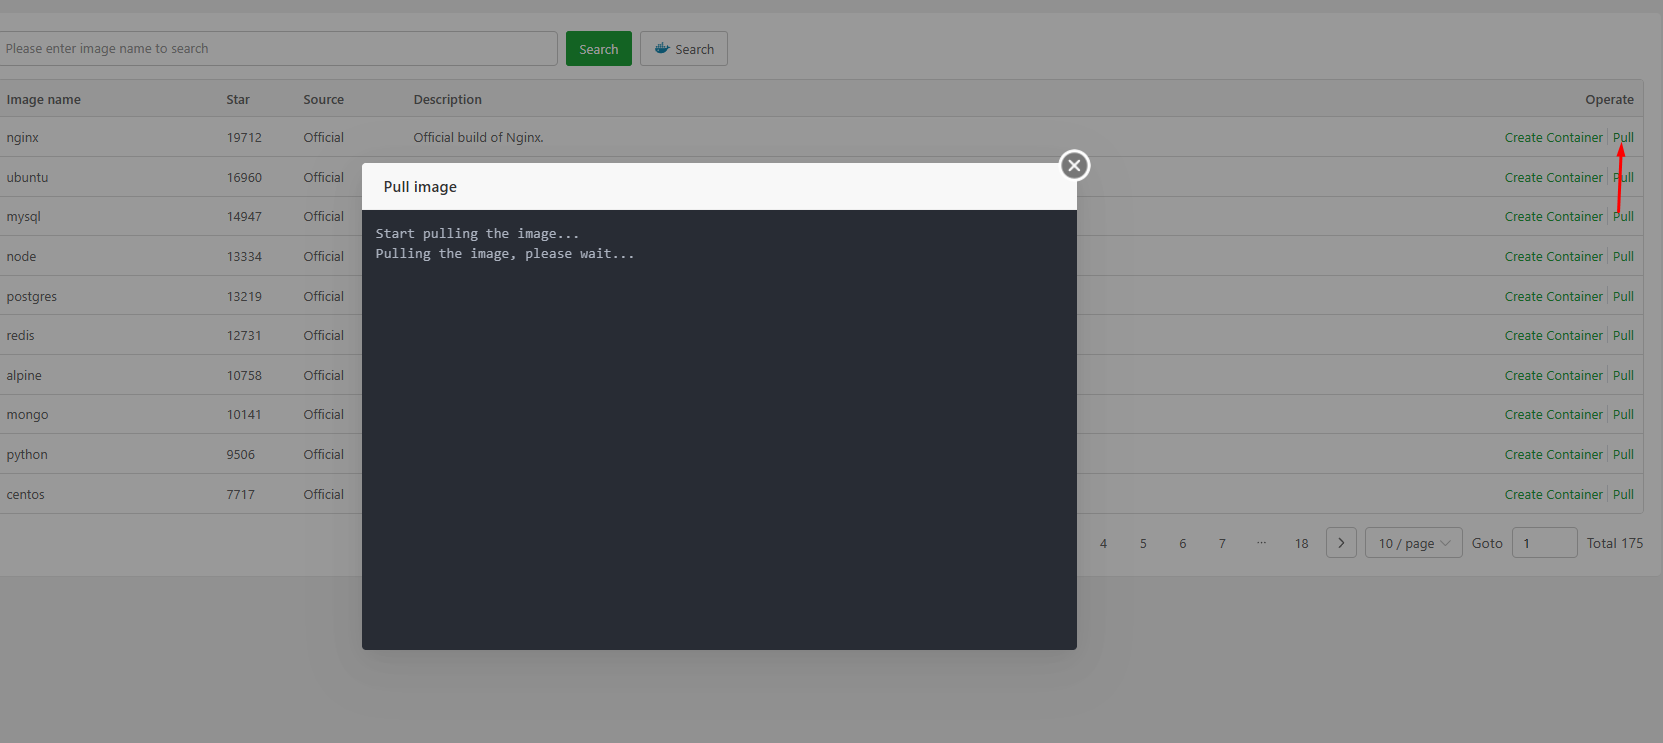 Please enter image name to search Search Search
Image name Star Source Description Operate
nginx 19712 Official Official build of Nginx. Create Container Pull
Pull image
ubuntu 16960 Official Create Container Pull
mysql 14947 Official Create Container Pull
node 13334 Official Create Container Pull
postgres 13219 Official Create Container Pull
redis 12731 Official Create Container Pull
alpine 10758 Official Create Container Pull
mongo 10141 Official Create Container Pull
python 9506 Official Create Container Pull
centos 7717 Official Create Container Pull
Start pulling the image...
Pulling the image, please wait...
4 5 6 7 ... 18 > 10 / page Goto 1 Total 175